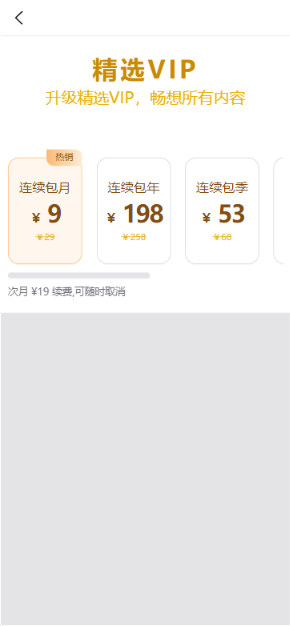 精选VIP
升级精选VIP，畅想所有内容
热销
连续包月
¥ 9
¥29
连续包年
¥ 198
¥258
连续包季
¥ 53
¥68
次月 ¥19 续费,可随时取消